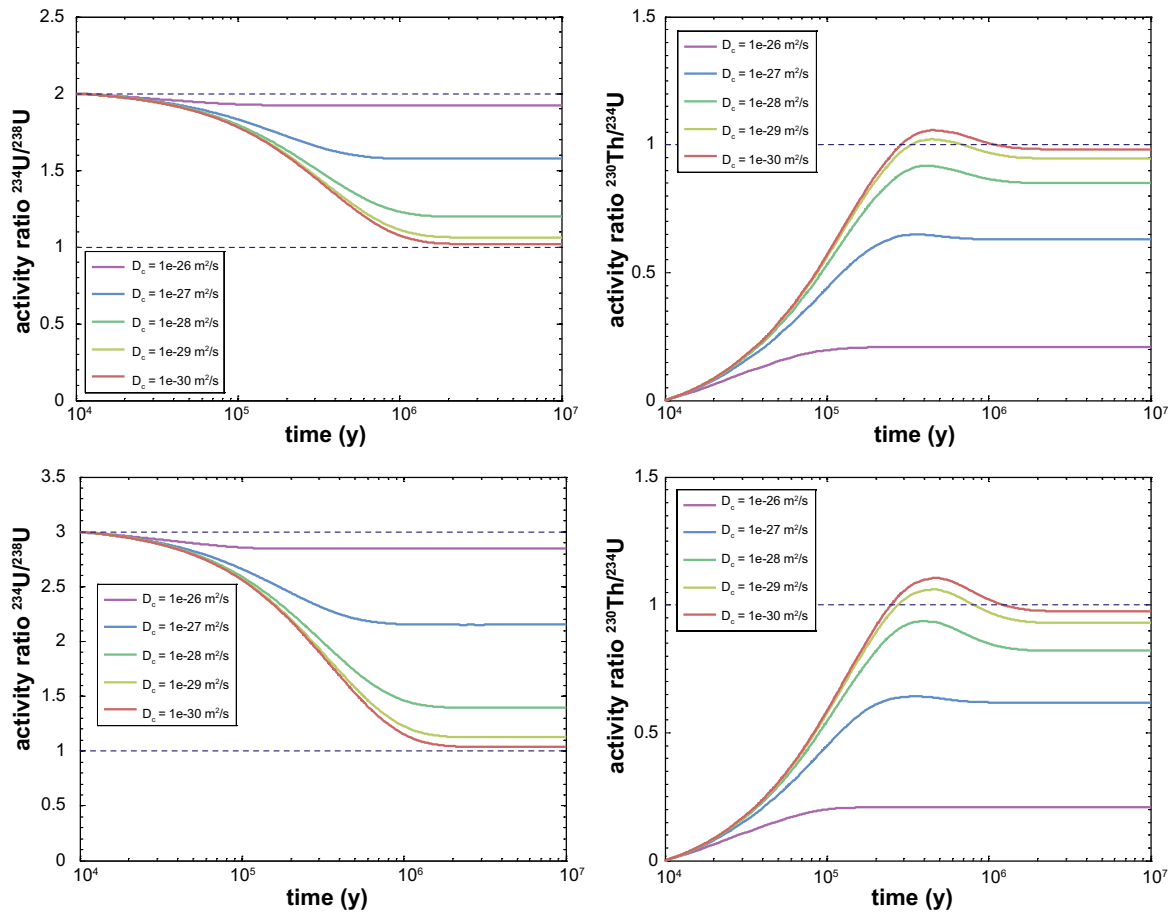 2.5
2
1.5
1
0.5
0
activity ratio ²³⁴U/²³⁸U
D_c = 1e-26 m²/s
D_c = 1e-27 m²/s
D_c = 1e-28 m²/s
D_c = 1e-29 m²/s
D_c = 1e-30 m²/s
10⁴ 10⁵ 10⁶ 10⁷
time (y)
1.5
1
0.5
0
activity ratio ²³⁰Th/²³⁴U
D_c = 1e-26 m²/s
D_c = 1e-27 m²/s
D_c = 1e-28 m²/s
D_c = 1e-29 m²/s
D_c = 1e-30 m²/s
10⁴ 10⁵ 10⁶ 10⁷
time (y)
3.5
3
2.5
2
1.5
1
0.5
0
activity ratio ²³⁴U/²³⁸U
D_c = 1e-26 m²/s
D_c = 1e-27 m²/s
D_c = 1e-28 m²/s
D_c = 1e-29 m²/s
D_c = 1e-30 m²/s
10⁴ 10⁵ 10⁶ 10⁷
time (y)
1.5
1
0.5
0
activity ratio ²³⁰Th/²³⁴U
D_c = 1e-26 m²/s
D_c = 1e-27 m²/s
D_c = 1e-28 m²/s
D_c = 1e-29 m²/s
D_c = 1e-30 m²/s
10⁴ 10⁵ 10⁶ 10⁷
time (y)